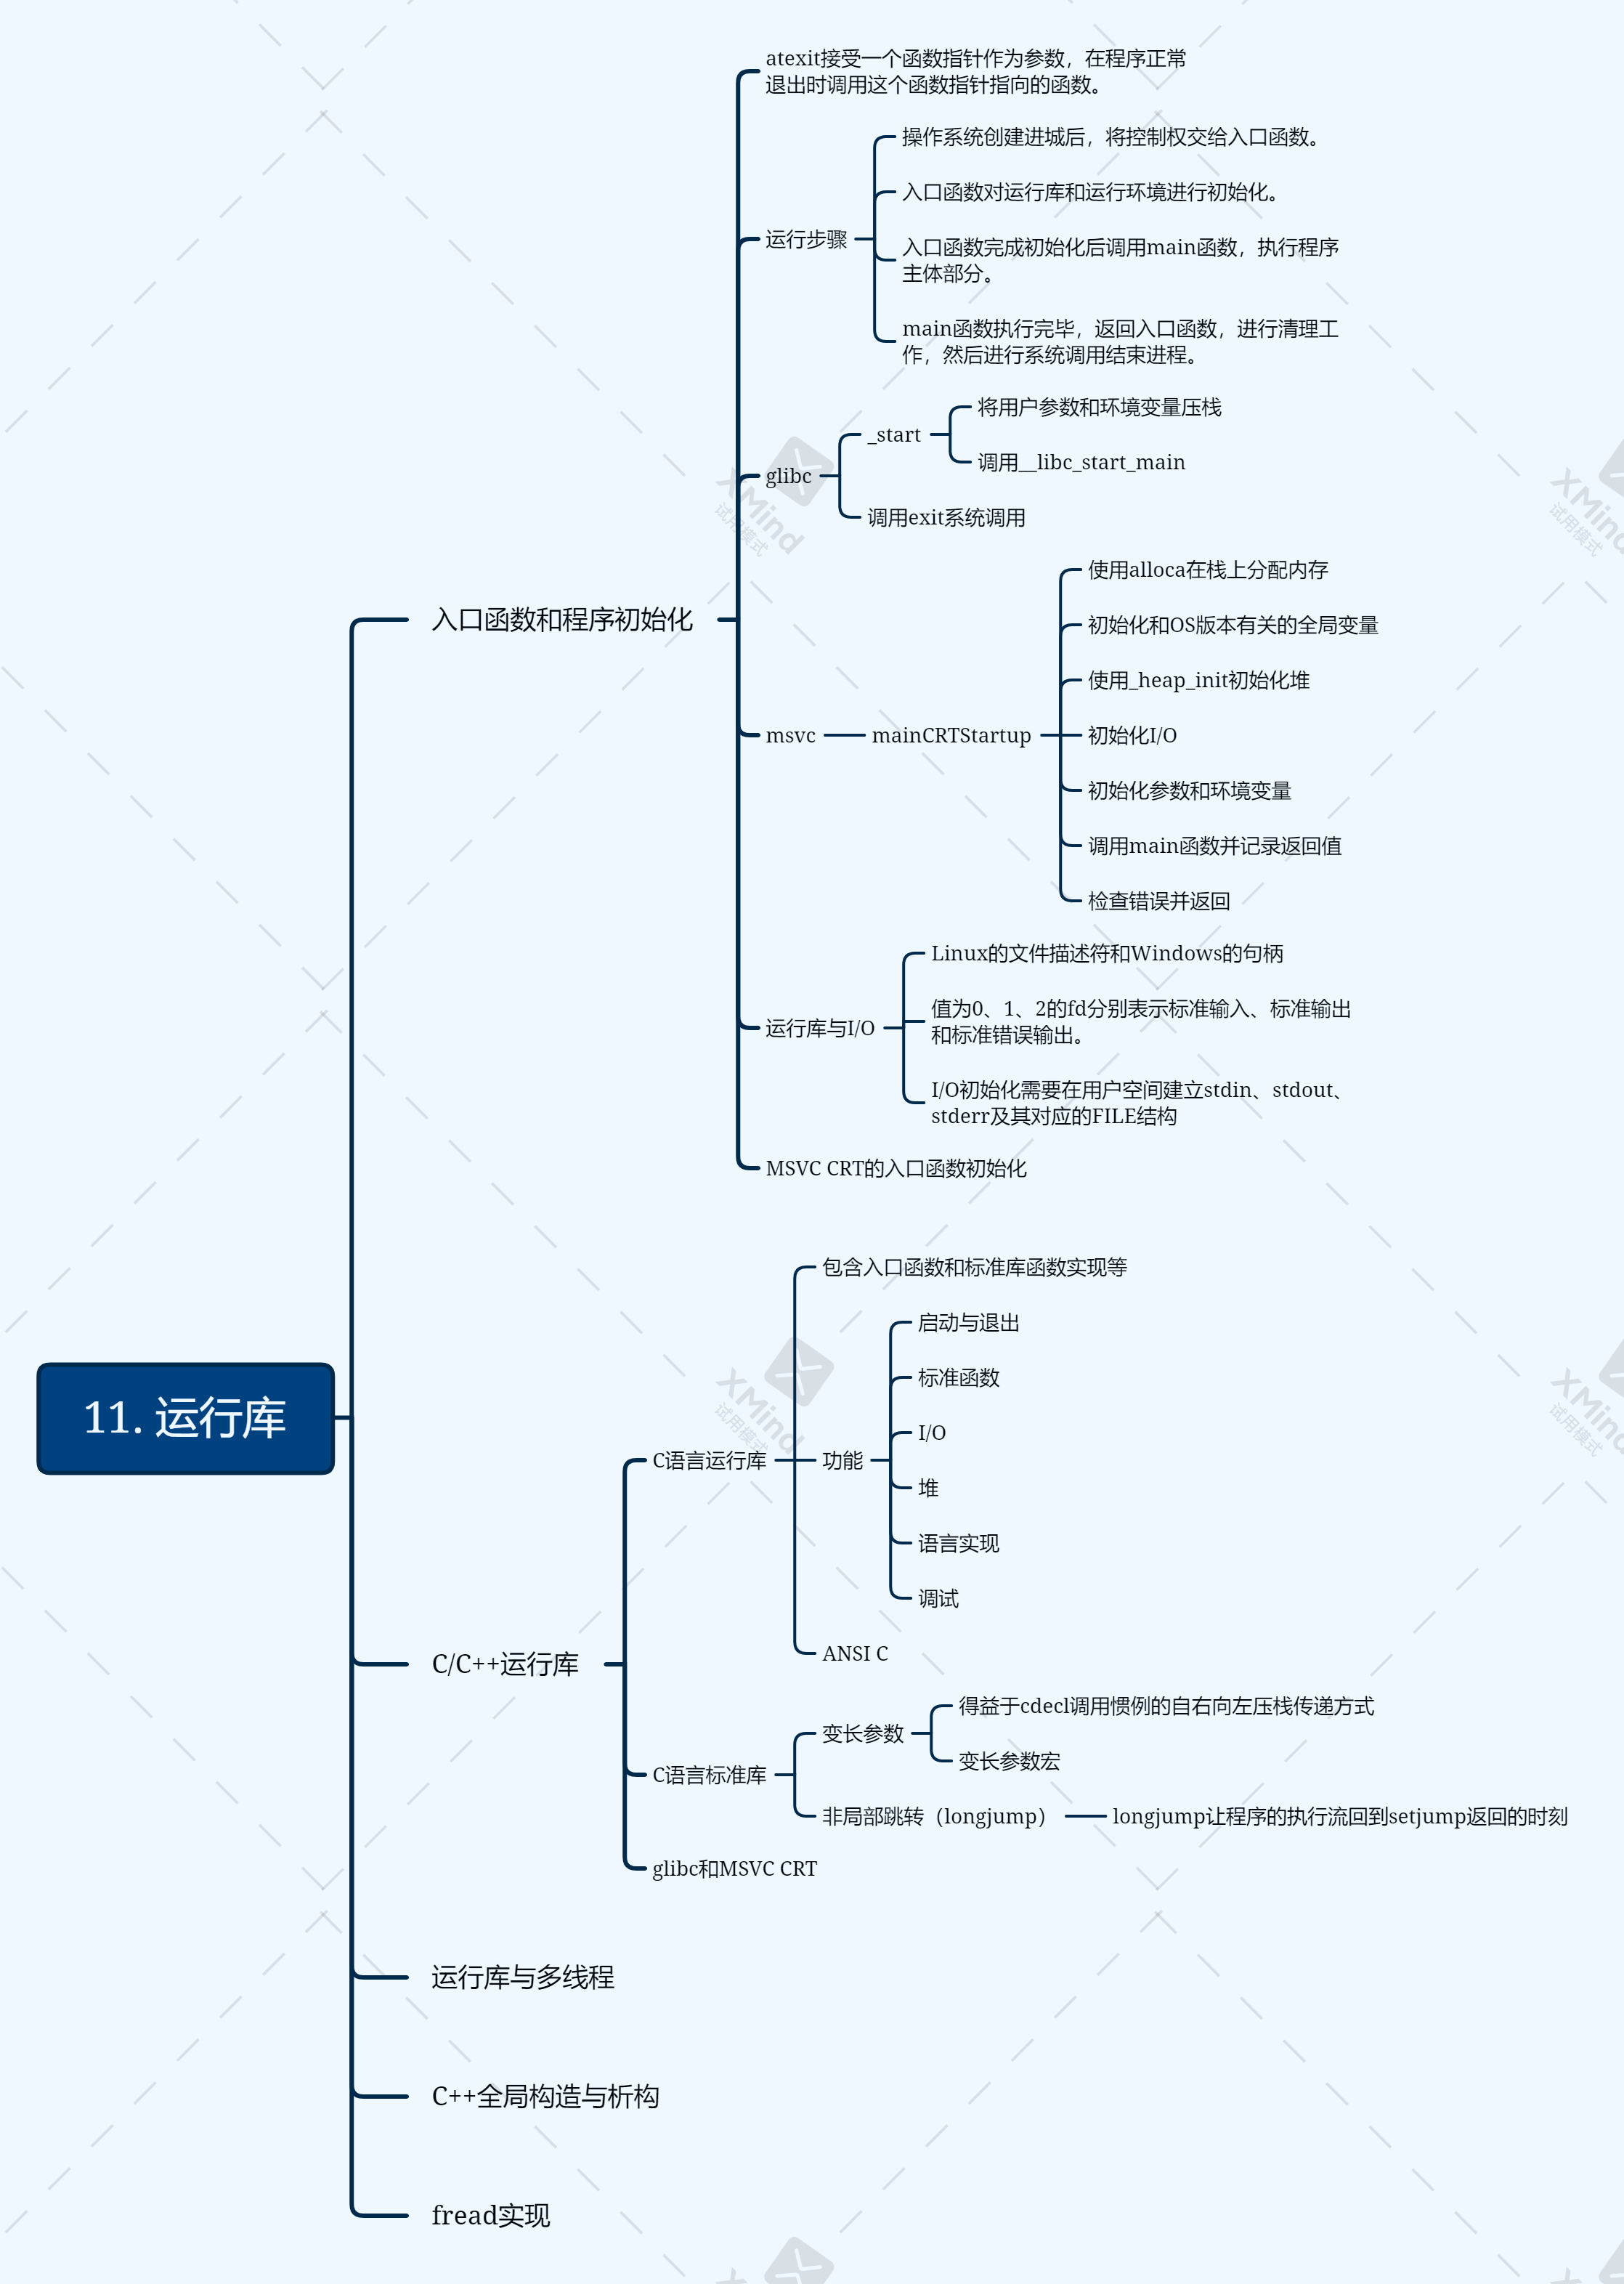 atexit接受一个函数指针作为参数，在程序正常
退出时调用这个函数指针指向的函数。
操作系统创建进城后，将控制权交给入口函数。
入口函数对运行库和运行环境进行初始化。
运行步骤
入口函数完成初始化后调用main函数，执行程序
主体部分。
main函数执行完毕，返回入口函数，进行清理工
作，然后进行系统调用结束进程。
将用户参数和环境变量压栈
_start
调用__libc_start_main
glibc
调用exit系统调用
入口函数和程序初始化
使用alloca在栈上分配内存
初始化和OS版本有关的全局变量
使用_heap_init初始化堆
msvc
mainCRTStartup
初始化I/O
初始化参数和环境变量
调用main函数并记录返回值
检查错误并返回
Linux的文件描述符和Windows的句柄
运行库与I/O
值为0、1、2的fd分别表示标准输入、标准输出
和标准错误输出。
I/O初始化需要在用户空间建立stdin、stdout、
stderr及其对应的FILE结构
MSVC CRT的入口函数初始化
11. 运行库
包含入口函数和标准库函数实现等
启动与退出
标准函数
I/O
C语言运行库
功能
堆
语言实现
调试
ANSI C
C/C++运行库
得益于cdecl调用惯例的自右向左压栈传递方式
变长参数
变长参数宏
C语言标准库
非局部跳转（longjump）
longjump让程序的执行流回到setjump返回的时刻
glibc和MSVC CRT
运行库与多线程
C++全局构造与析构
fread实现
XMind
试用模式
XMind
试用模式
XMind
试用模式
XMind
试用模式